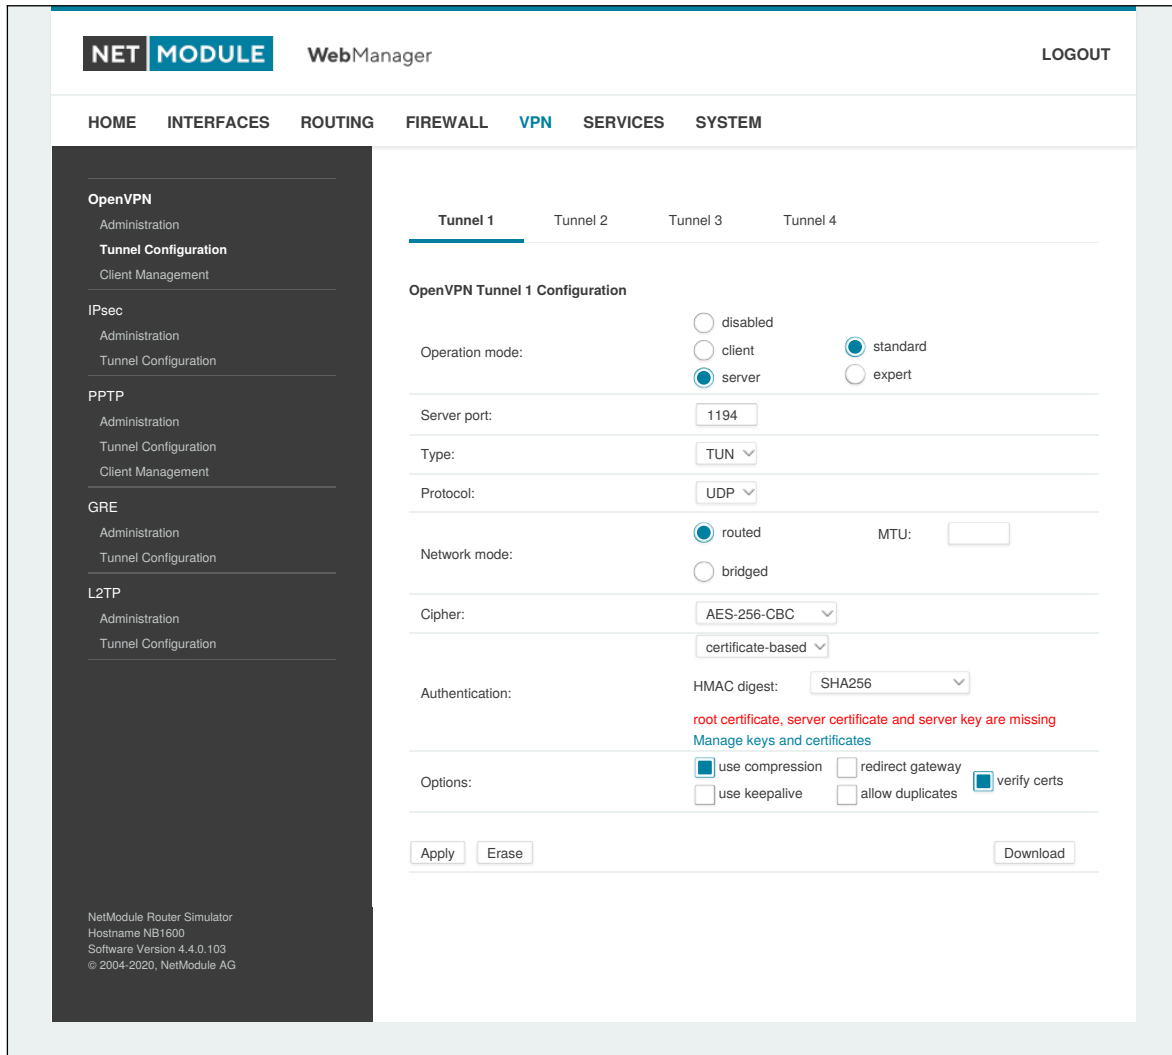 NET MODULE WebManager LOGOUT
HOME INTERFACES ROUTING FIREWALL VPN SERVICES SYSTEM
OpenVPN
Administration
Tunnel Configuration
Client Management
IPsec
Administration
Tunnel Configuration
PPTP
Administration
Tunnel Configuration
Client Management
GRE
Administration
Tunnel Configuration
L2TP
Administration
Tunnel Configuration
NetModule Router Simulator
Hostname NB1600
Software Version 4.4.0.103
© 2004-2020, NetModule AG
Tunnel 1 Tunnel 2 Tunnel 3 Tunnel 4
OpenVPN Tunnel 1 Configuration
Operation mode:
disabled
client
server
standard
expert
Server port: 1194
Type: TUN
Protocol: UDP
Network mode:
routed
bridged
MTU:
Cipher: AES-256-CBC
Authentication:
certificate-based
HMAC digest: SHA256
root certificate, server certificate and server key are missing
Manage keys and certificates
Options:
use compression redirect gateway verify certs
use keepalive allow duplicates
Apply Erase Download